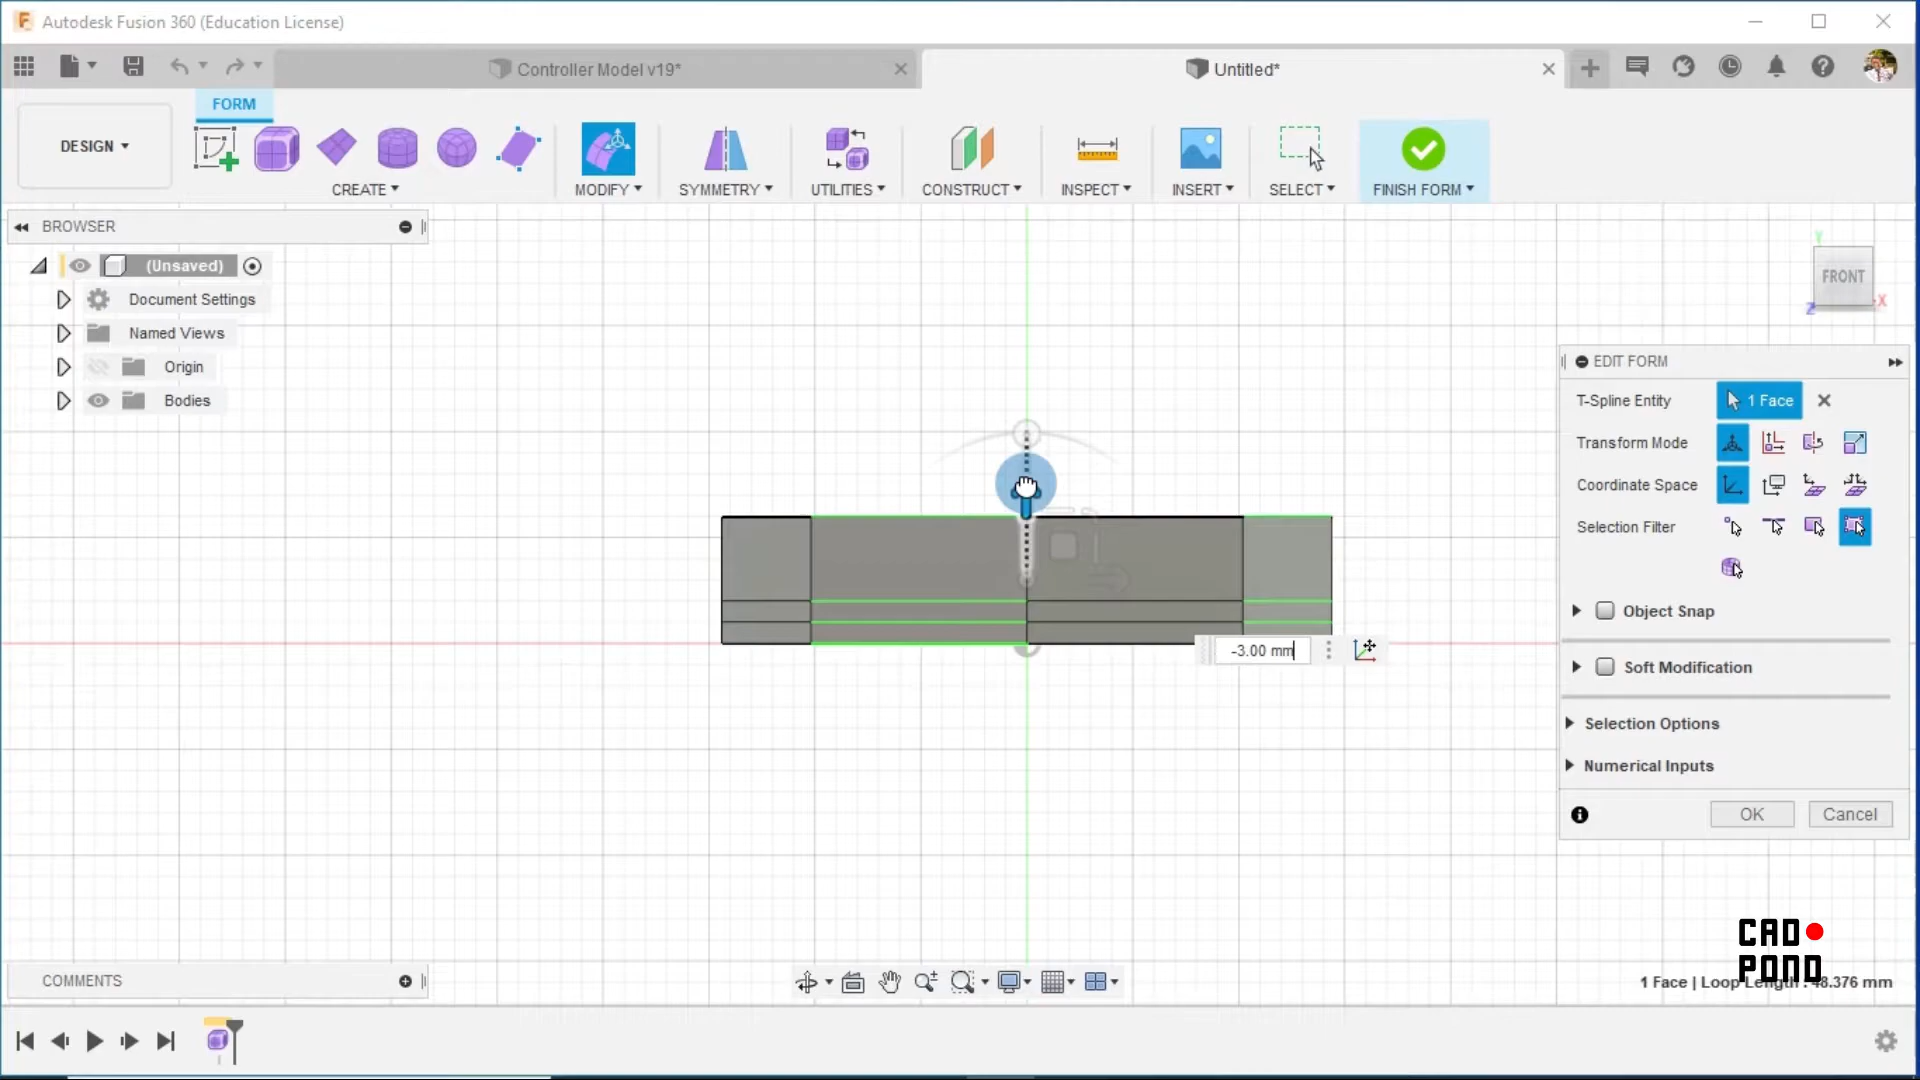 Autodesk Fusion 360 (Education License)
Controller Model v19*
Untitled*
FORM
DESIGN
CREATE
MODIFY
SYMMETRY
UTILITIES
CONSTRUCT
INSPECT
INSERT
SELECT
FINISH FORM
BROWSER
(Unsaved)
Document Settings
Named Views
Origin
Bodies
Y
FRONT
Z
X
EDIT FORM
T-Spline Entity
1 Face
Transform Mode
Coordinate Space
Selection Filter
Object Snap
-3.00 mm
Soft Modification
Selection Options
Numerical Inputs
OK
Cancel
CAD
POND
COMMENTS
1 Face | Loop Length : 48.376 mm